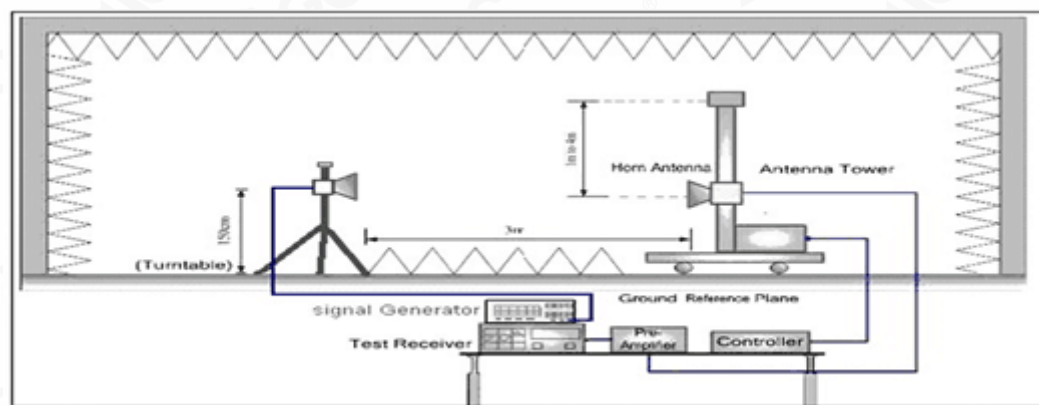 1m to 4m
Horn Antenna
Antenna Tower
150cm
3m
(Turntable)
Ground Reference Plane
signal Generator
Test Receiver
Pre-
Amplifier
Controller